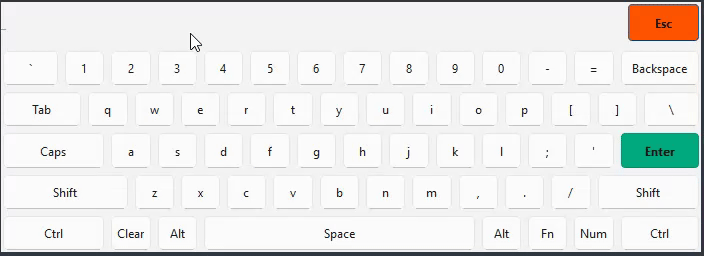 Esc
` 1 2 3 4 5 6 7 8 9 0 - = Backspace
Tab q w e r t y u i o p [ ] \
Caps a s d f g h j k l ; ' Enter
Shift z x c v b n m , . / Shift
Ctrl Clear Alt Space Alt Fn Num Ctrl